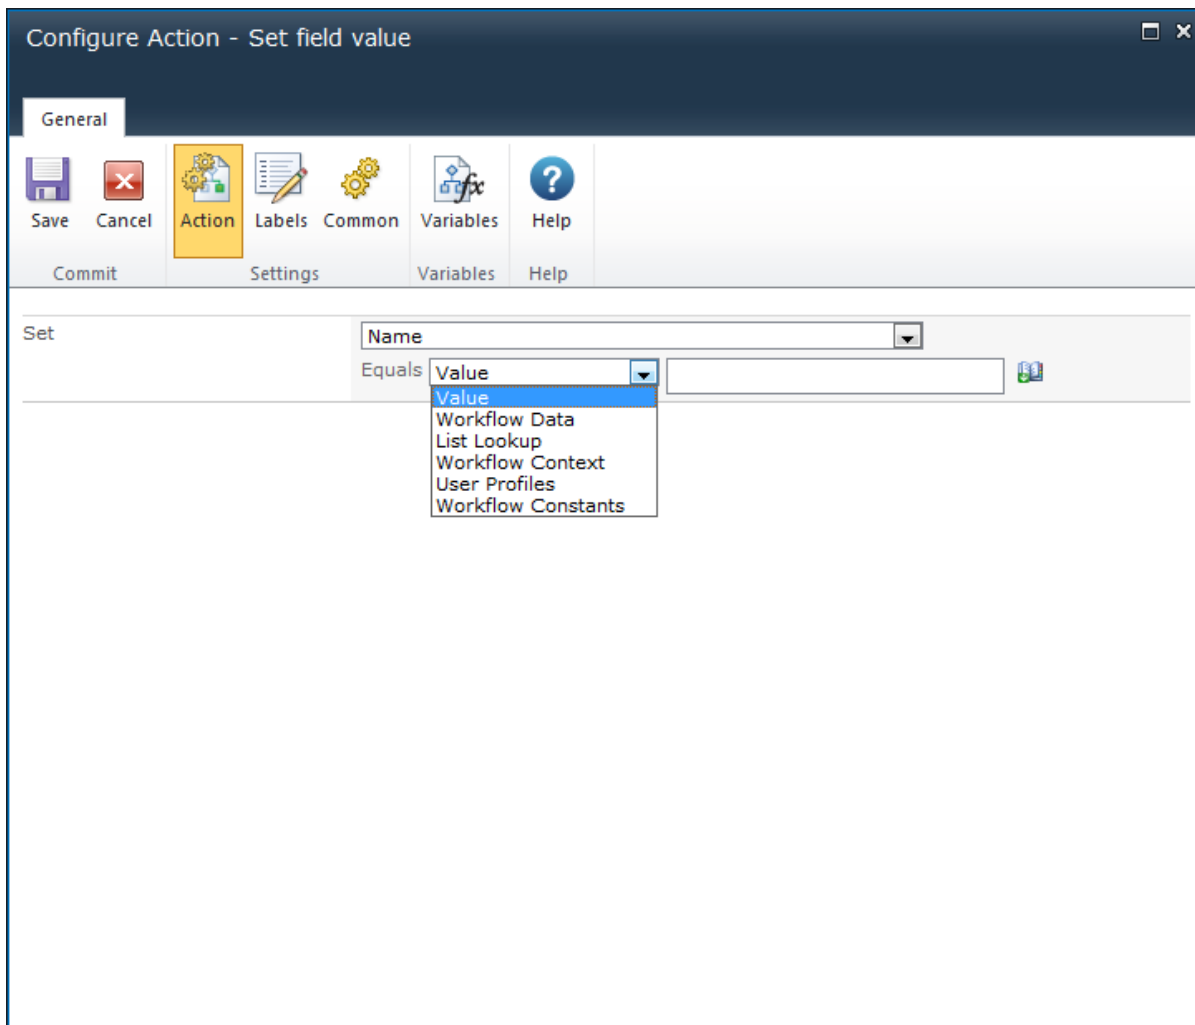 Configure Action - Set field value
General
Save Cancel Action Labels Common Variables Help
Commit Settings Variables Help
Set Name
Equals Value
Value
Workflow Data
List Lookup
Workflow Context
User Profiles
Workflow Constants